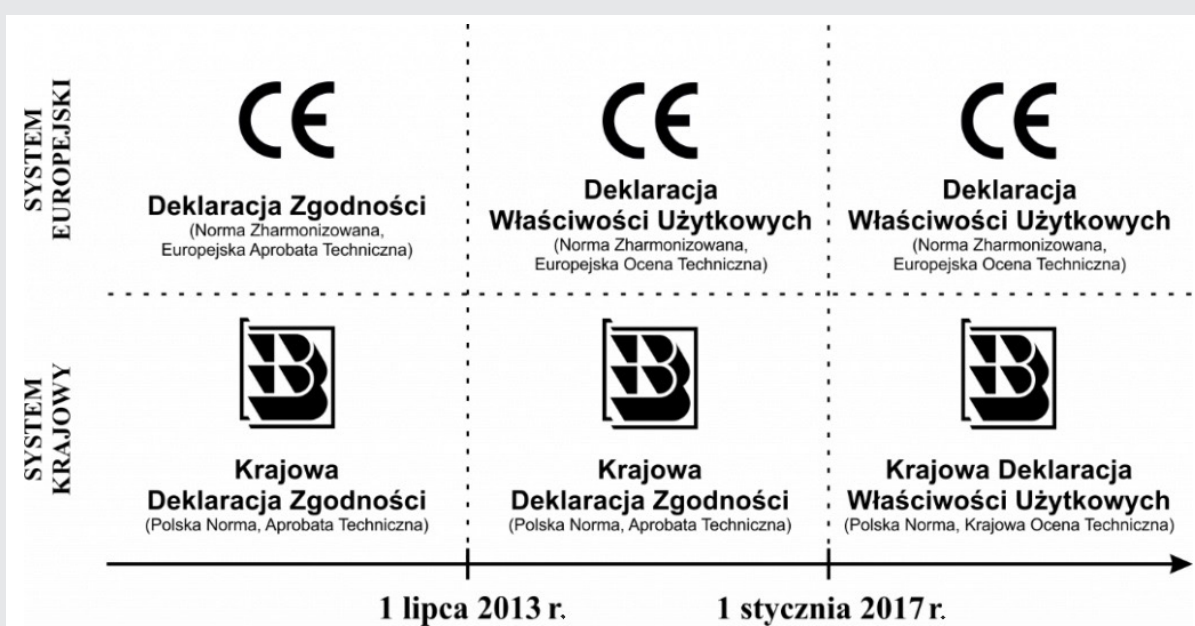 SYSTEM
EUROPEJSKI
CE
Deklaracja Zgodności
(Norma Zharmonizowana,
Europejska Aprobata Techniczna)
CE
Deklaracja
Właściwości Użytkowych
(Norma Zharmonizowana,
Europejska Ocena Techniczna)
CE
Deklaracja
Właściwości Użytkowych
(Norma Zharmonizowana,
Europejska Ocena Techniczna)
SYSTEM
KRAJOWY
B
Krajowa
Deklaracja Zgodności
(Polska Norma, Aprobata Techniczna)
B
Krajowa
Deklaracja Zgodności
(Polska Norma, Aprobata Techniczna)
B
Krajowa Deklaracja
Właściwości Użytkowych
(Polska Norma, Krajowa Ocena Techniczna)
1 lipca 2013 r.
1 stycznia 2017 r.